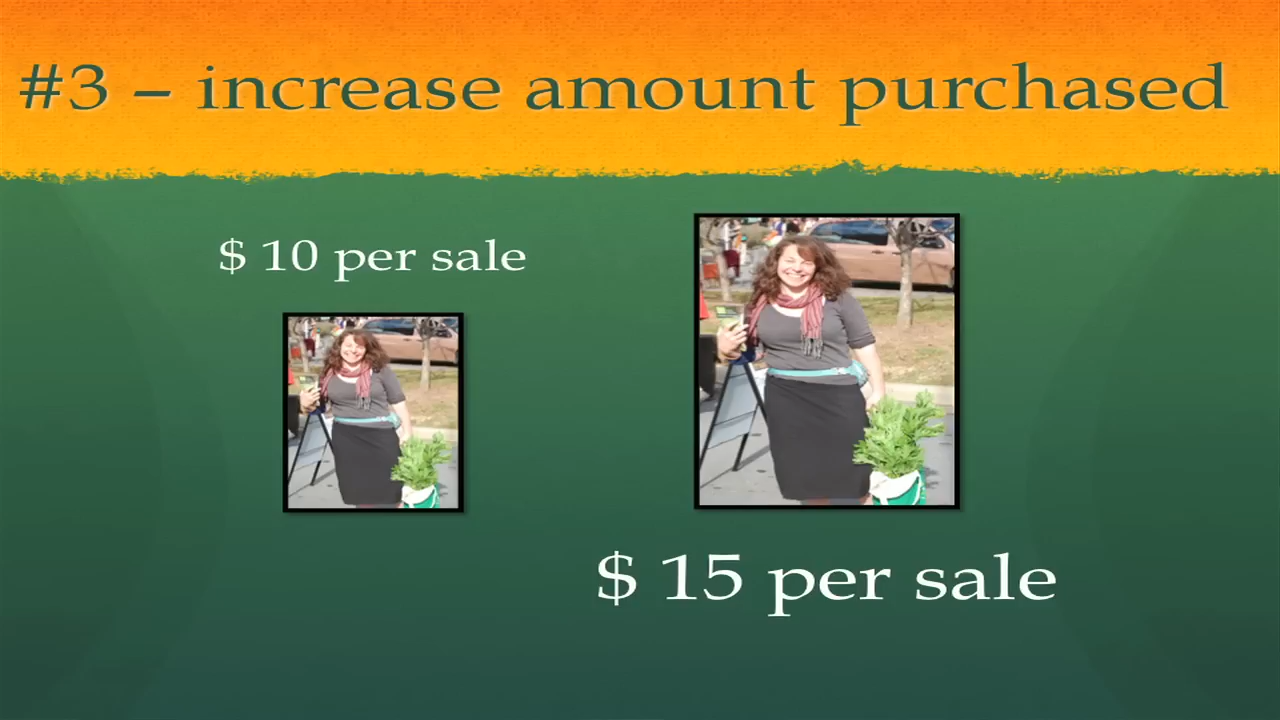 #3 – increase amount purchased
$ 10 per sale
$ 15 per sale